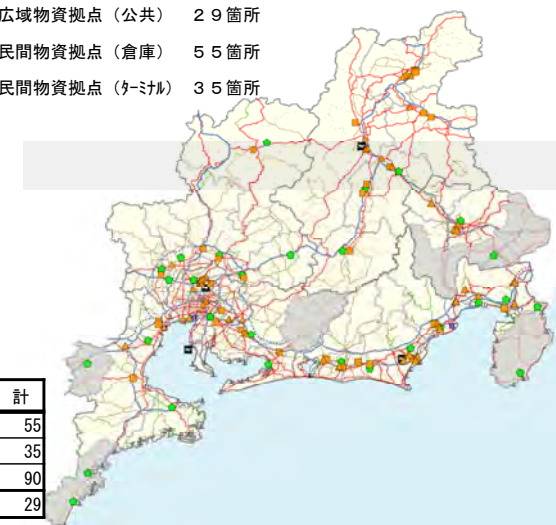 広域物資拠点（公共） ２９箇所
民間物資拠点（倉庫） ５５箇所
民間物資拠点（ﾀｰﾐﾅﾙ） ３５箇所
計
55
35
90
29